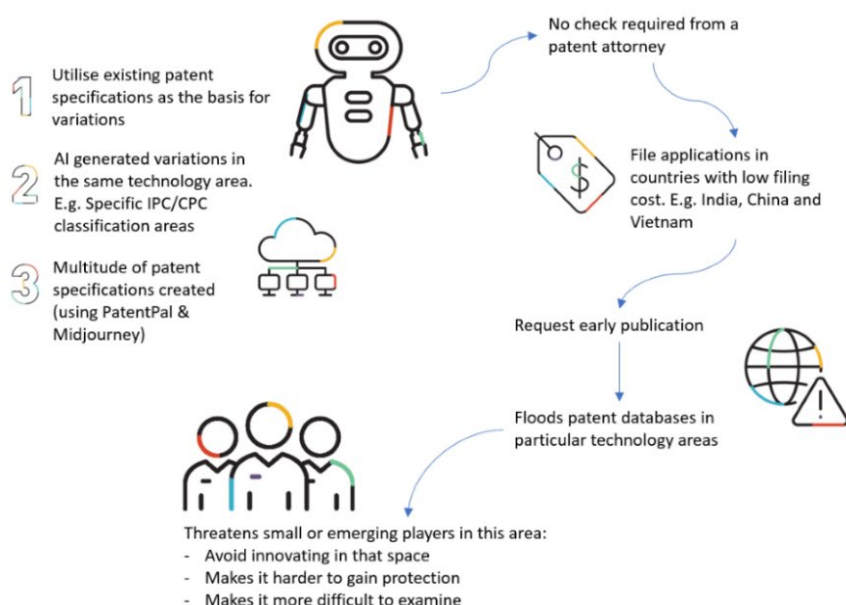 1
Utilise existing patent
specifications as the basis for
variations
2
AI generated variations in
the same technology area.
E.g. Specific IPC/CPC
classification areas
3
Multitude of patent
specifications created
(using PatentPal &
Midjourney)
No check required from a
patent attorney
$
File applications in
countries with low filing
cost. E.g. India, China and
Vietnam
Request early publication
!
Floods patent databases in
particular technology areas
Threatens small or emerging players in this area:
- Avoid innovating in that space
- Makes it harder to gain protection
- Makes it more difficult to examine